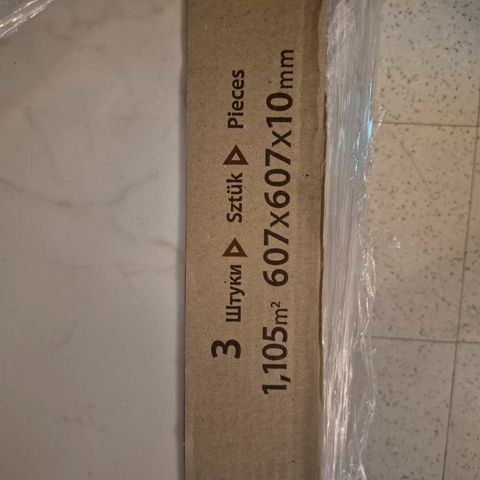 3 Штуки ▷ Sztük ▷ Pieces
1,105m² 607x607x10mm